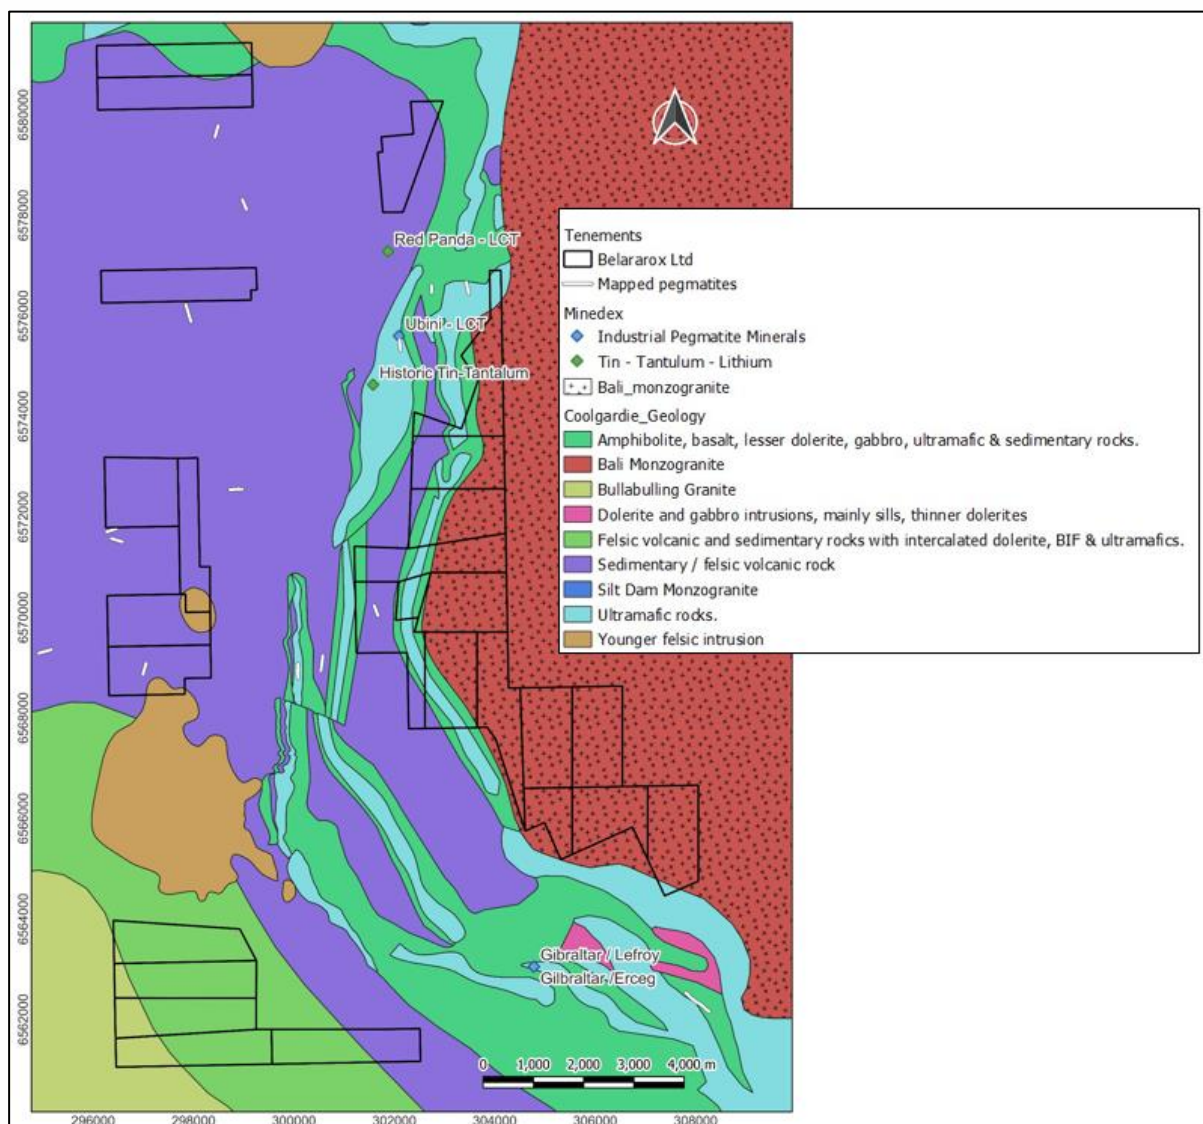 6580000
6578000
6576000
6574000
6572000
6570000
6568000
6566000
6564000
6562000
Red Panda - LCT
Ubini - LCT
Historic Tin-Tantalum
Gibraltar / Lefroy
Gilbraltar /Erceg
Tenements
Belararox Ltd
Mapped pegmatites
Minedex
Industrial Pegmatite Minerals
Tin - Tantulum - Lithium
Bali_monzogranite
Coolgardie_Geology
Amphibolite, basalt, lesser dolerite, gabbro, ultramafic & sedimentary rocks.
Bali Monzogranite
Bullabulling Granite
Dolerite and gabbro intrusions, mainly sills, thinner dolerites
Felsic volcanic and sedimentary rocks with intercalated dolerite, BIF & ultramafics.
Sedimentary / felsic volcanic rock
Silt Dam Monzogranite
Ultramafic rocks.
Younger felsic intrusion
0 1,000 2,000 3,000 4,000 m
296000 298000 300000 302000 304000 306000 308000